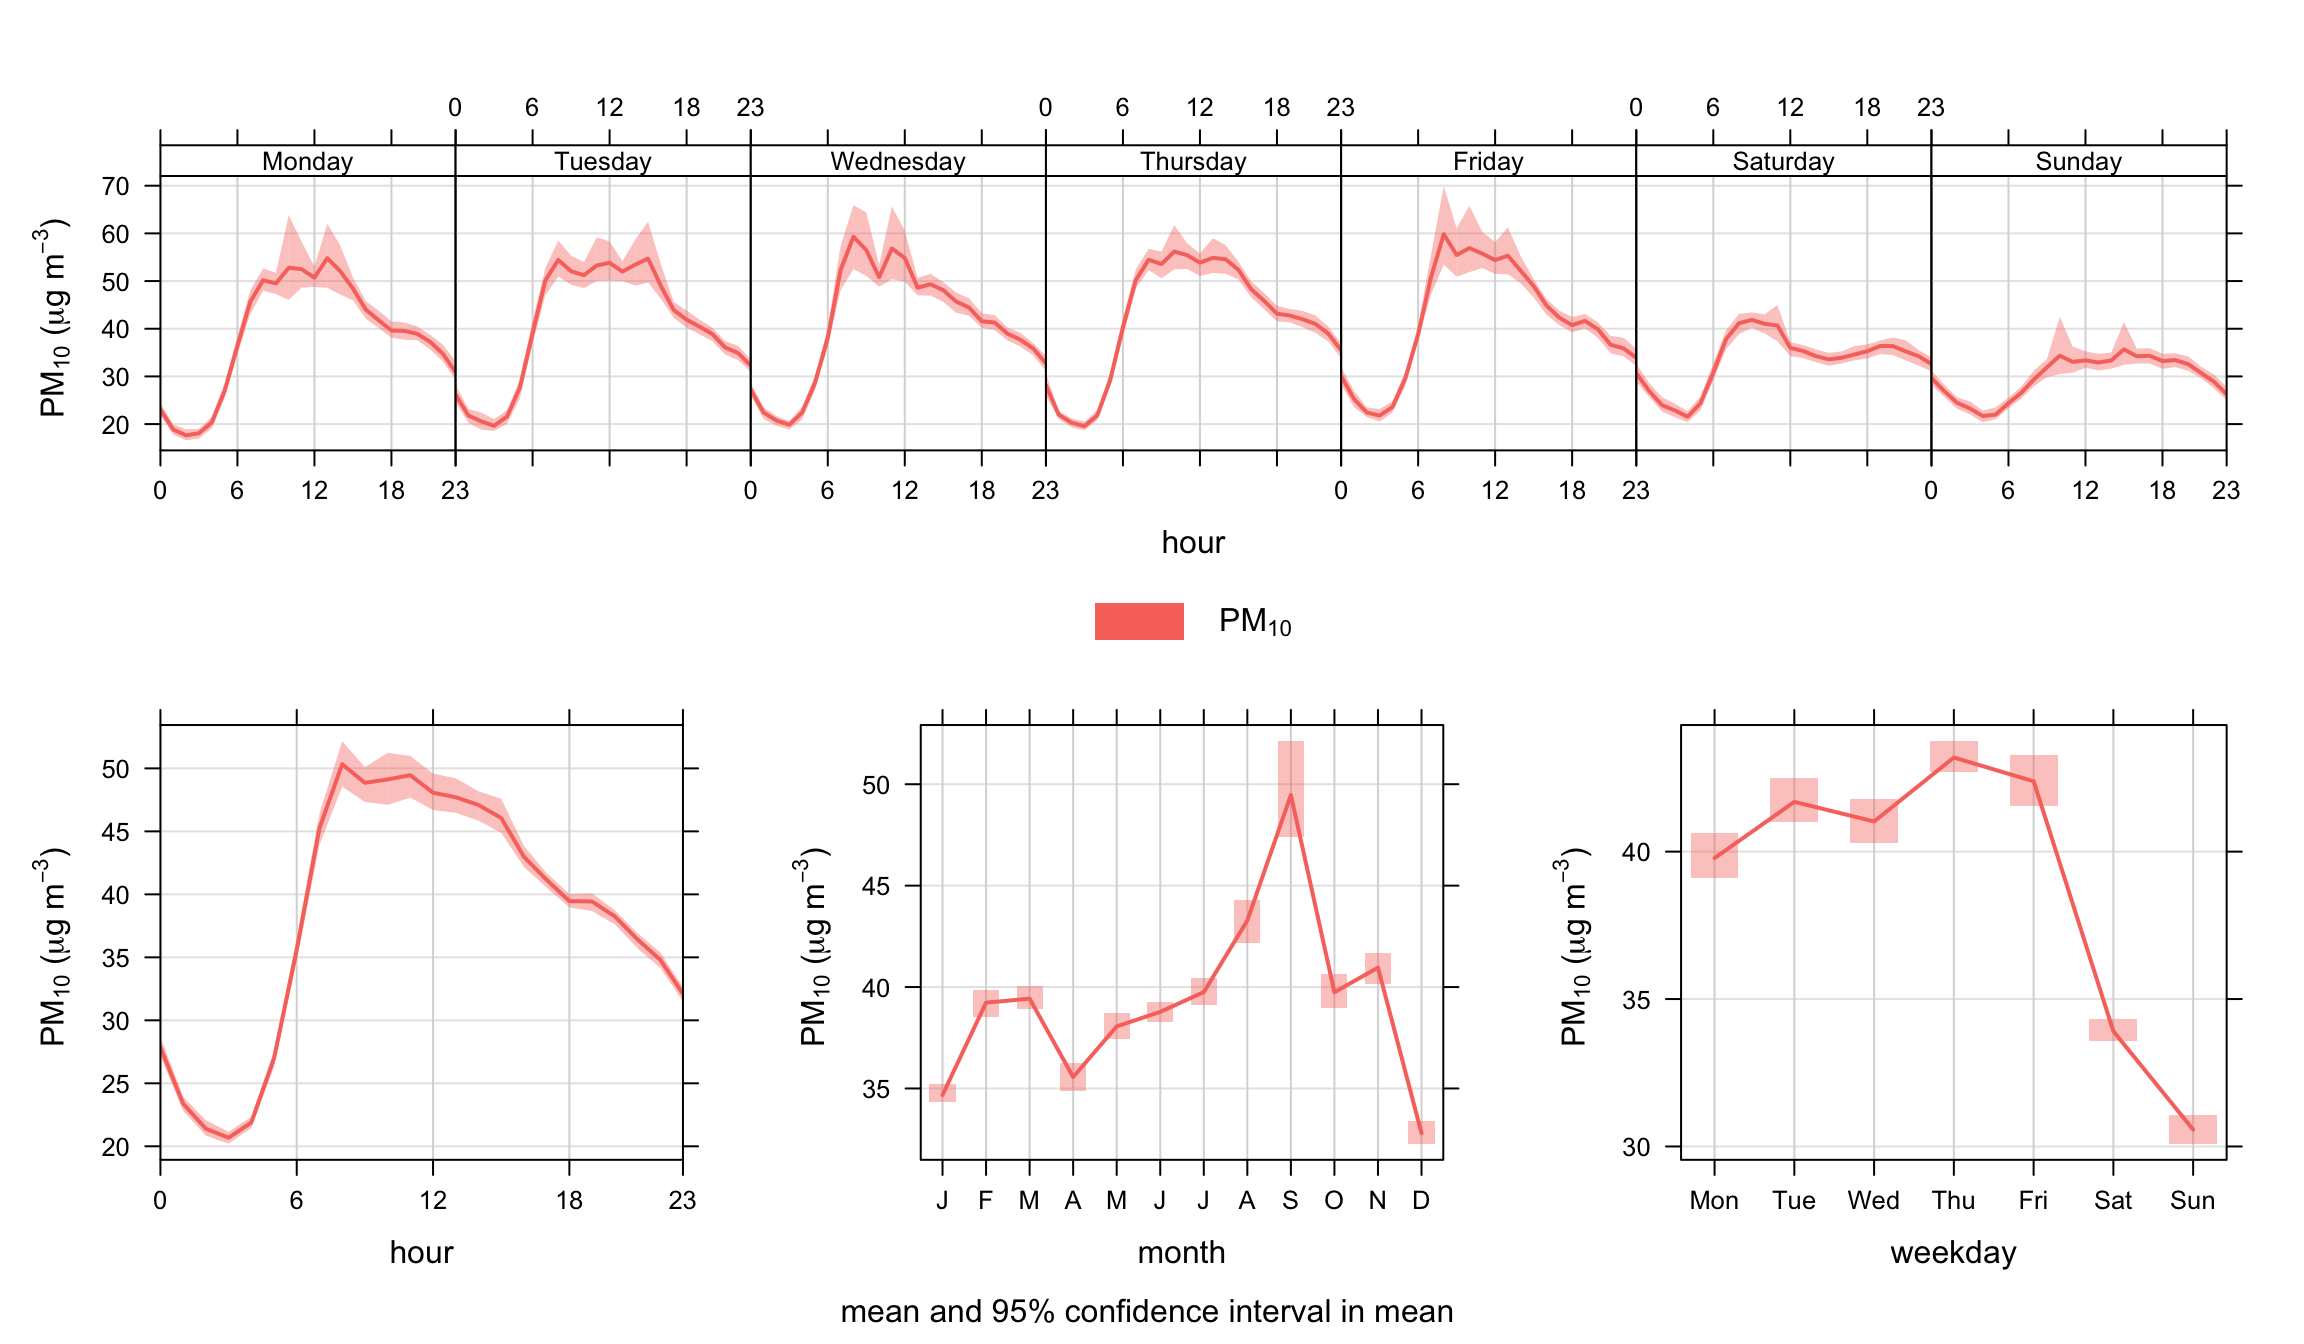 0 6 12 18 23 0 6 12 18 23 0 6 12 18 23
Monday Tuesday Wednesday Thursday Friday Saturday Sunday
PM₁₀ (μg m⁻³)
70
60
50
40
30
20
0 6 12 18 23 0 6 12 18 23 0 6 12 18 23 0 6 12 18 23
hour
PM₁₀
PM₁₀ (μg m⁻³)
50
45
40
35
30
25
20
0 6 12 18 23
hour
PM₁₀ (μg m⁻³)
50
45
40
35
J F M A M J J A S O N D
month
PM₁₀ (μg m⁻³)
40
35
30
Mon Tue Wed Thu Fri Sat Sun
weekday
mean and 95% confidence interval in mean